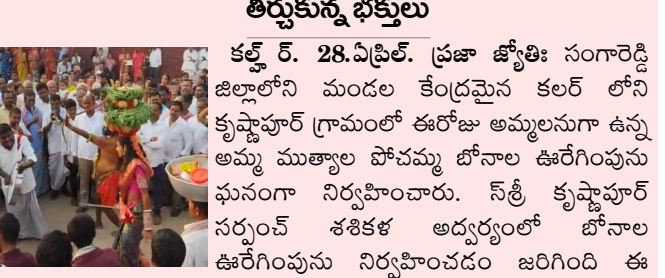 తీర్చుకున్న భక్తులు
కల్హ్ ర్. 28.ఏప్రిల్. ప్రజా జ్యోతిః సంగారెడ్డి
జిల్లాలోని మండల కేంద్రమైన కలర్ లోని
కృష్ణాపూర్ గ్రామంలో ఈరోజు అమ్మలనుగా ఉన్న
అమ్మ ముత్యాల పోచమ్మ బోనాల ఊరేగింపును
ఘనంగా నిర్వహించారు. స్శ్రీ కృష్ణాపూర్
సర్పంచ్ శశికళ అధ్వర్యంలో బోనాల
ఊరేగింపును నిర్వహించడం జరిగింది ఈ